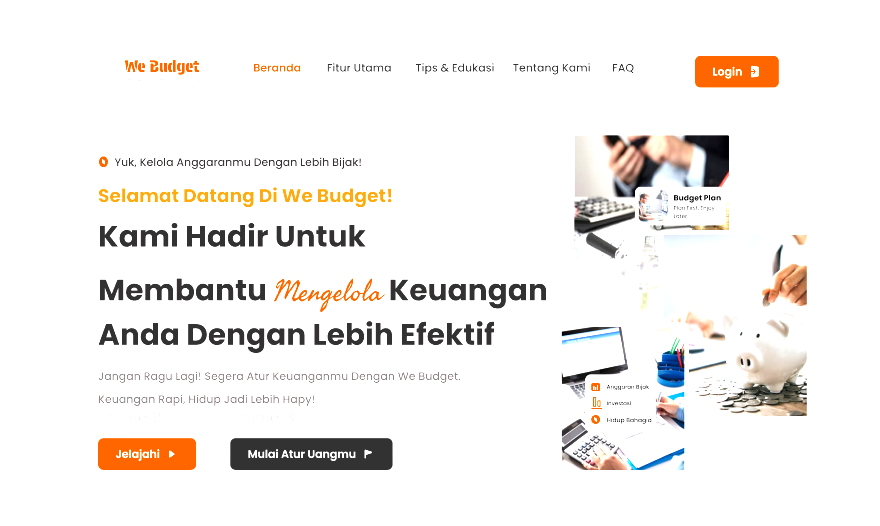 We Budget
Beranda
Fitur Utama
Tips & Edukasi
Tentang Kami
FAQ
Login
Yuk, Kelola Anggaranmu Dengan Lebih Bijak!
Selamat Datang Di We Budget!
Kami Hadir Untuk
Membantu Mengelola Keuangan
Anda Dengan Lebih Efektif
Jangan Ragu Lagi! Segera Atur Keuanganmu Dengan We Budget.
Keuangan Rapi, Hidup Jadi Lebih Happy!
Jelajahi
Mulai Atur Uangmu
Budget Plan
Plan Fast, Enjoy
Later
Anggaran Bijak
Investasi
Hidup Bahagia